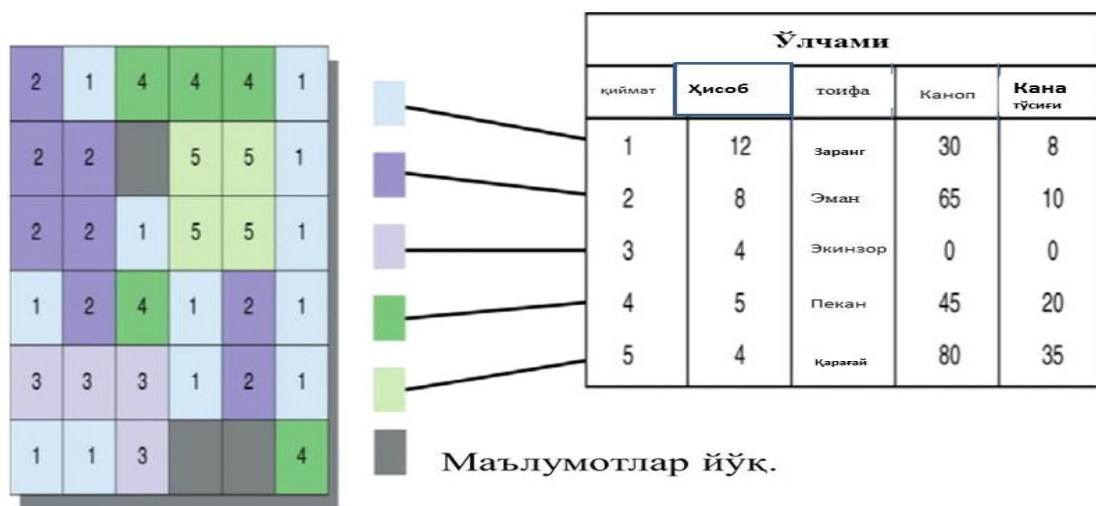 2 1 4 4 4 1
2 2 5 5 1
2 2 1 5 5 1
1 2 4 1 2 1
3 3 3 1 2 1
1 1 3 4
Ўлчами
қиймат Ҳисоб тоифа Каноп Кана
тўсиғи
1 12 Заранг 30 8
2 8 Эман 65 10
3 4 Экинзор 0 0
4 5 Пекан 45 20
5 4 Қарағай 80 35
Маълумотлар йўқ.